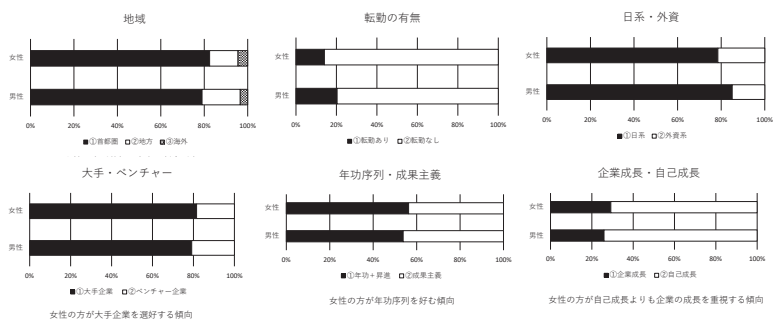 地域
女性
男性
0% 20% 40% 60% 80% 100%
■①首都圏 □②地方 ③海外
転勤の有無
女性
男性
0% 20% 40% 60% 80% 100%
■①転勤あり □②転勤なし
日系・外資
女性
男性
0% 20% 40% 60% 80% 100%
■①日系 □②外資系
大手・ベンチャー
女性
男性
0% 20% 40% 60% 80% 100%
■①大手企業 □②ベンチャー企業
女性の方が大手企業を選好する傾向
年功序列・成果主義
女性
男性
0% 20% 40% 60% 80% 100%
■①年功+昇進 □②成果主義
女性の方が年功序列を好む傾向
企業成長・自己成長
女性
男性
0% 20% 40% 60% 80% 100%
■①企業成長 □②自己成長
女性の方が自己成長よりも企業の成長を重視する傾向